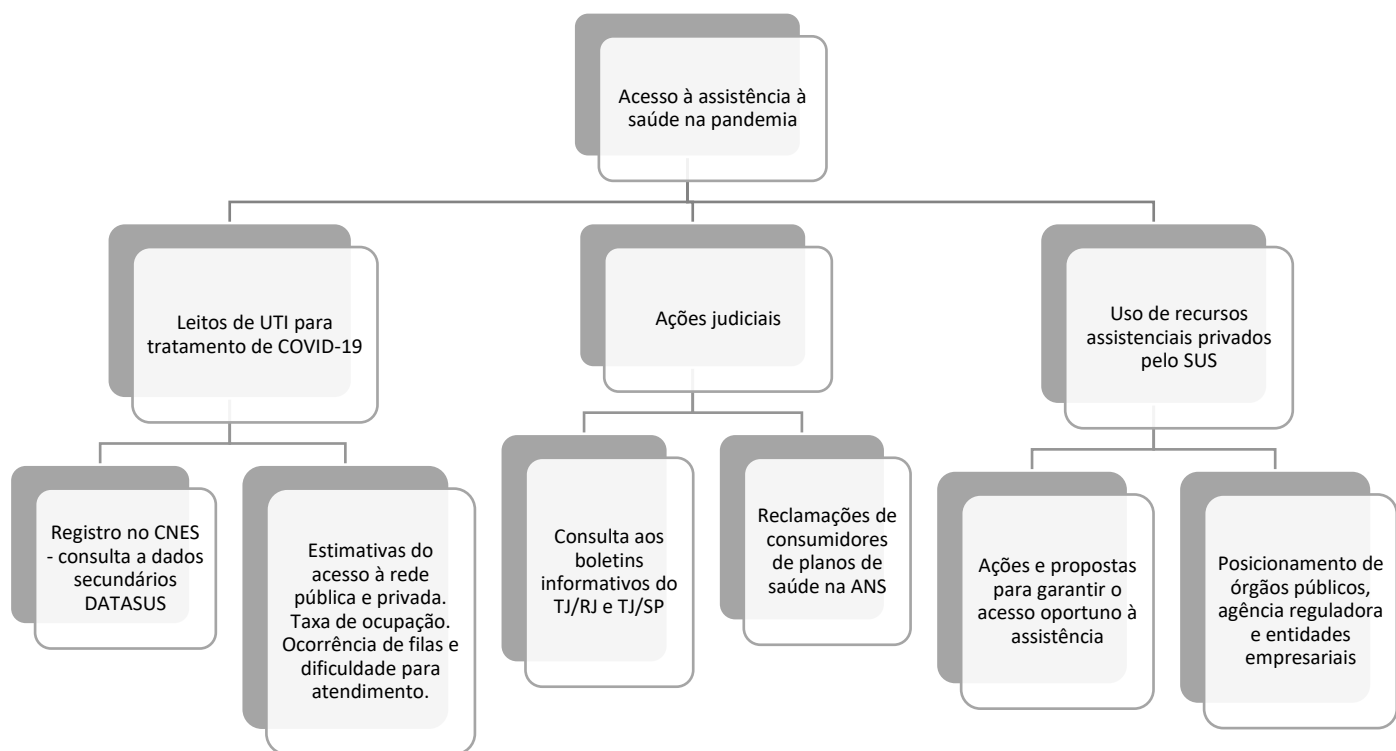 Acesso à assistência à
saúde na pandemia
Leitos de UTI para
tratamento de COVID-19
Ações judiciais
Uso de recursos
assistenciais privados
pelo SUS
Registro no CNES
- consulta a dados
secundários
DATASUS
Estimativas do
acesso à rede
pública e privada.
Taxa de ocupação.
Ocorrência de filas e
dificuldade para
atendimento.
Consulta aos
boletins
informativos do
TJ/RJ e TJ/SP
Reclamações de
consumidores
de planos de
saúde na ANS
Ações e propostas
para garantir o
acesso oportuno à
assistência
Posicionamento de
órgãos públicos,
agência reguladora
e entidades
empresariais